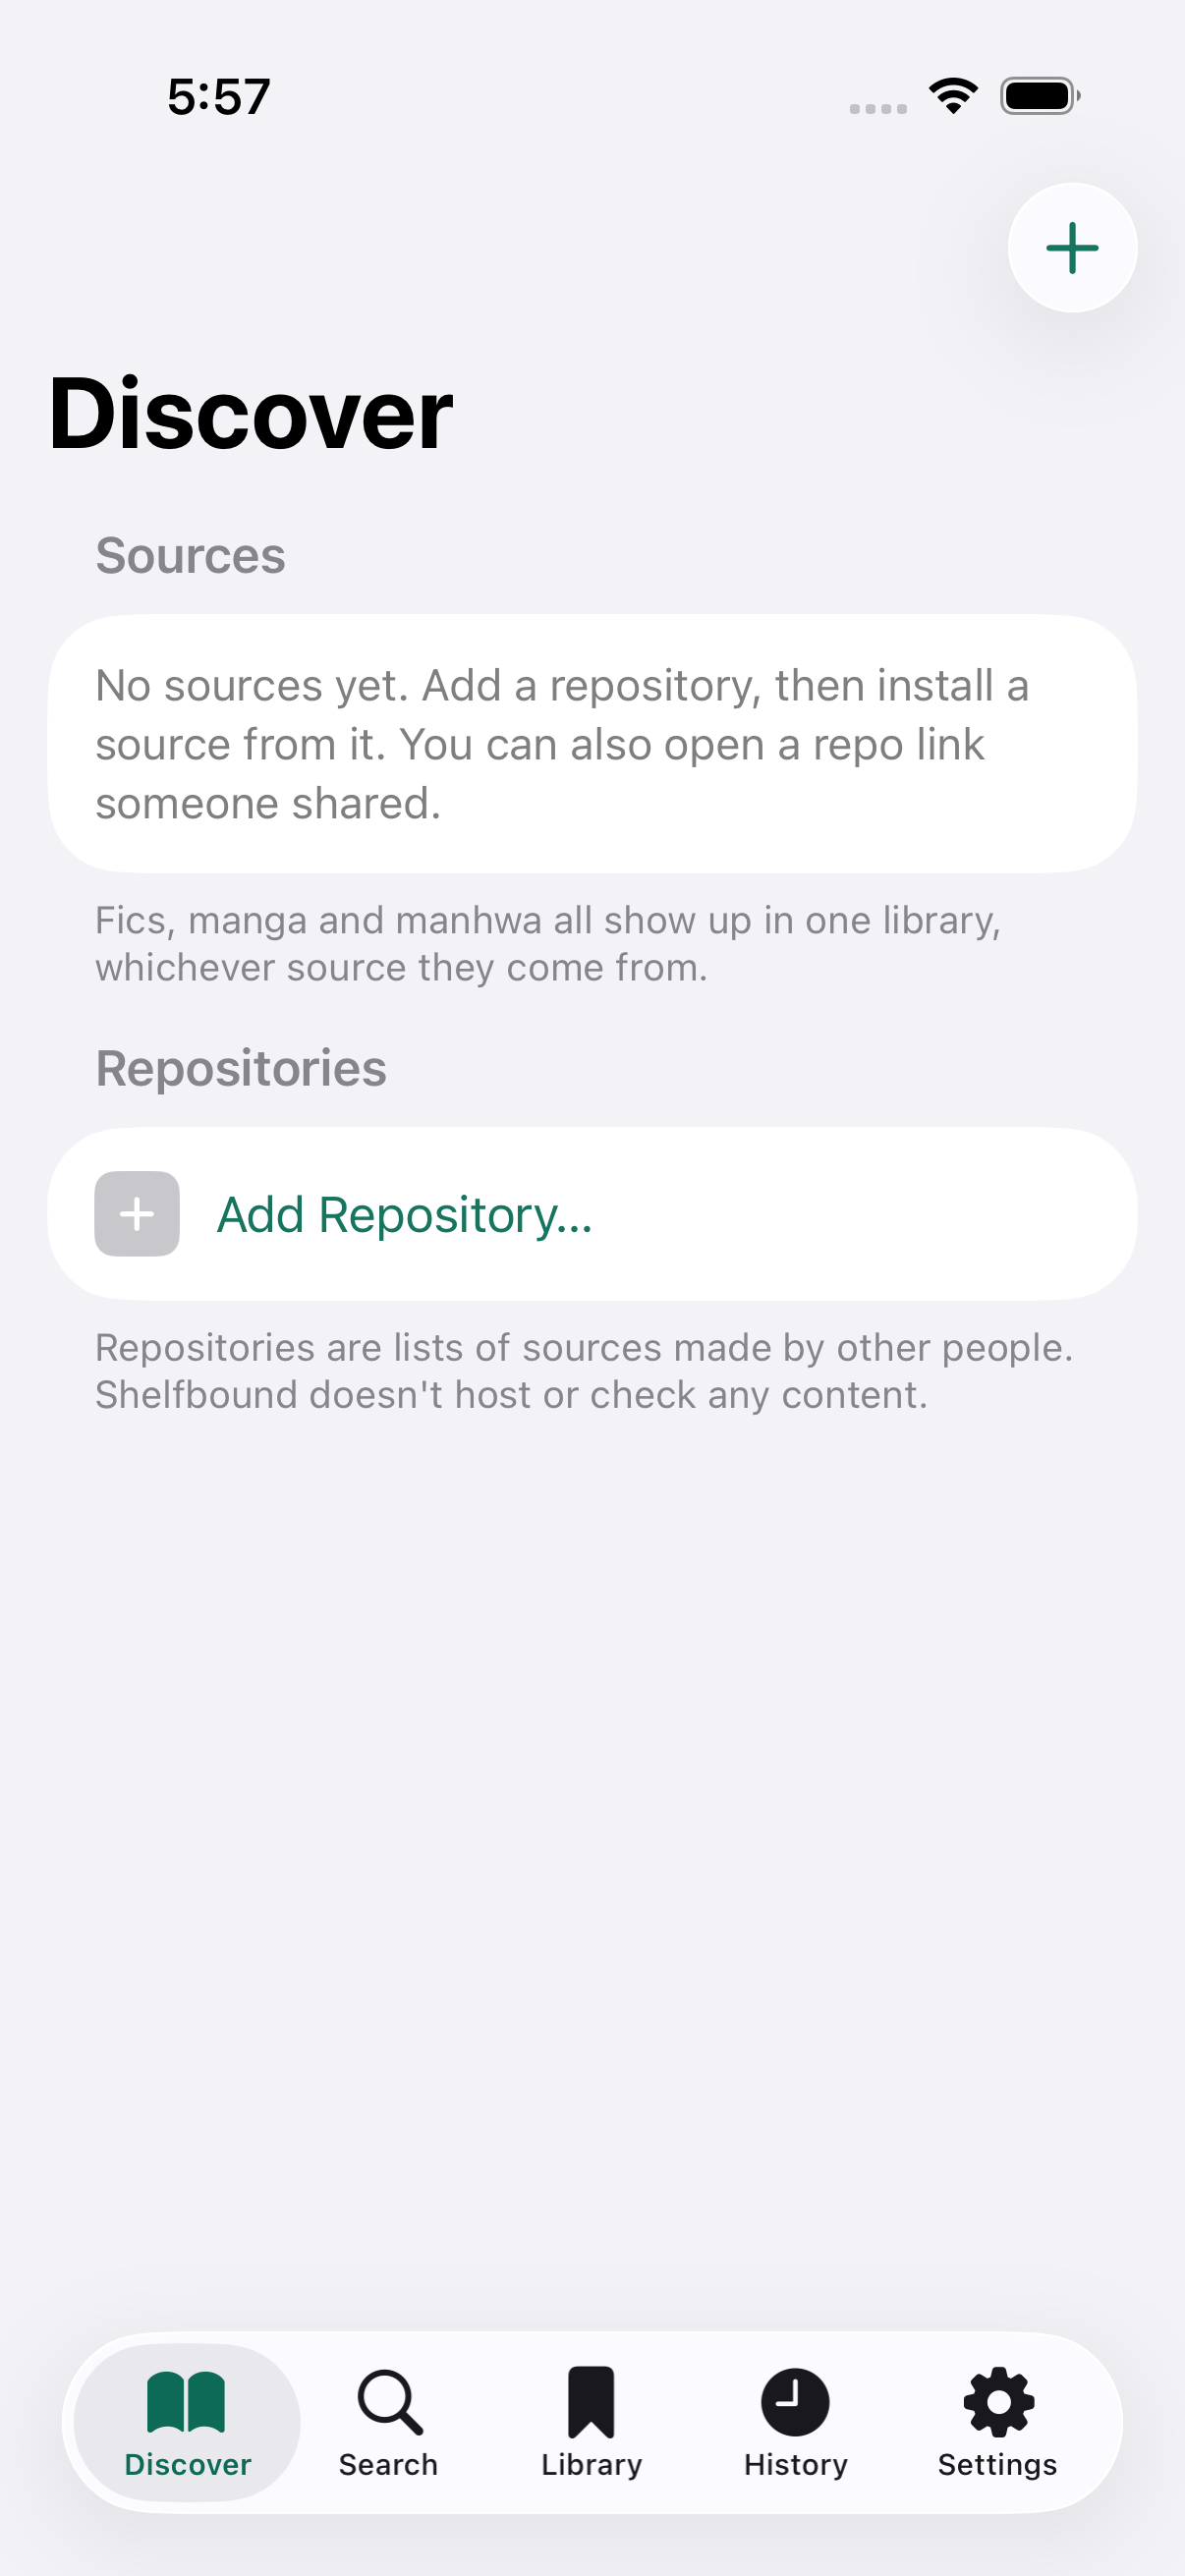 5:57
Discover
Sources
No sources yet. Add a repository, then install a
source from it. You can also open a repo link
someone shared.
Fics, manga and manhwa all show up in one library,
whichever source they come from.
Repositories
Add Repository...
Repositories are lists of sources made by other people.
Shelfbound doesn't host or check any content.
Discover
Search
Library
History
Settings